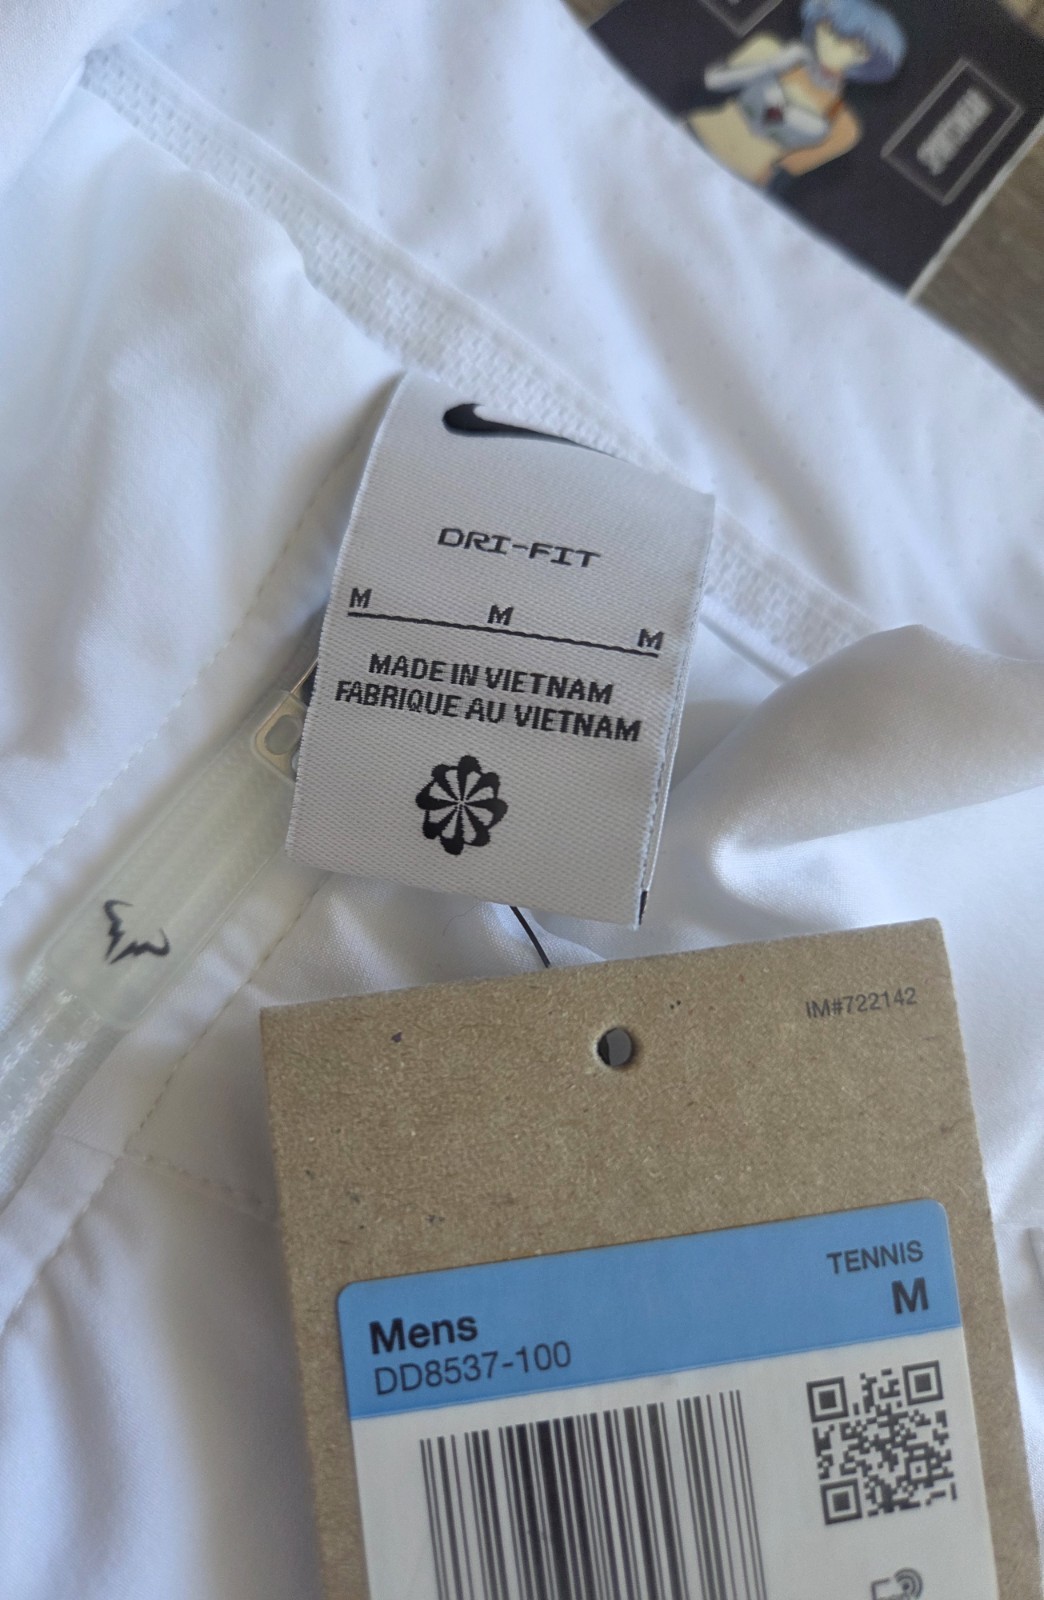 DRI-FIT
M M M
MADE IN VIETNAM
FABRIQUE AU VIETNAM
IM#722142
TENNIS
M
Mens
DD8537-100